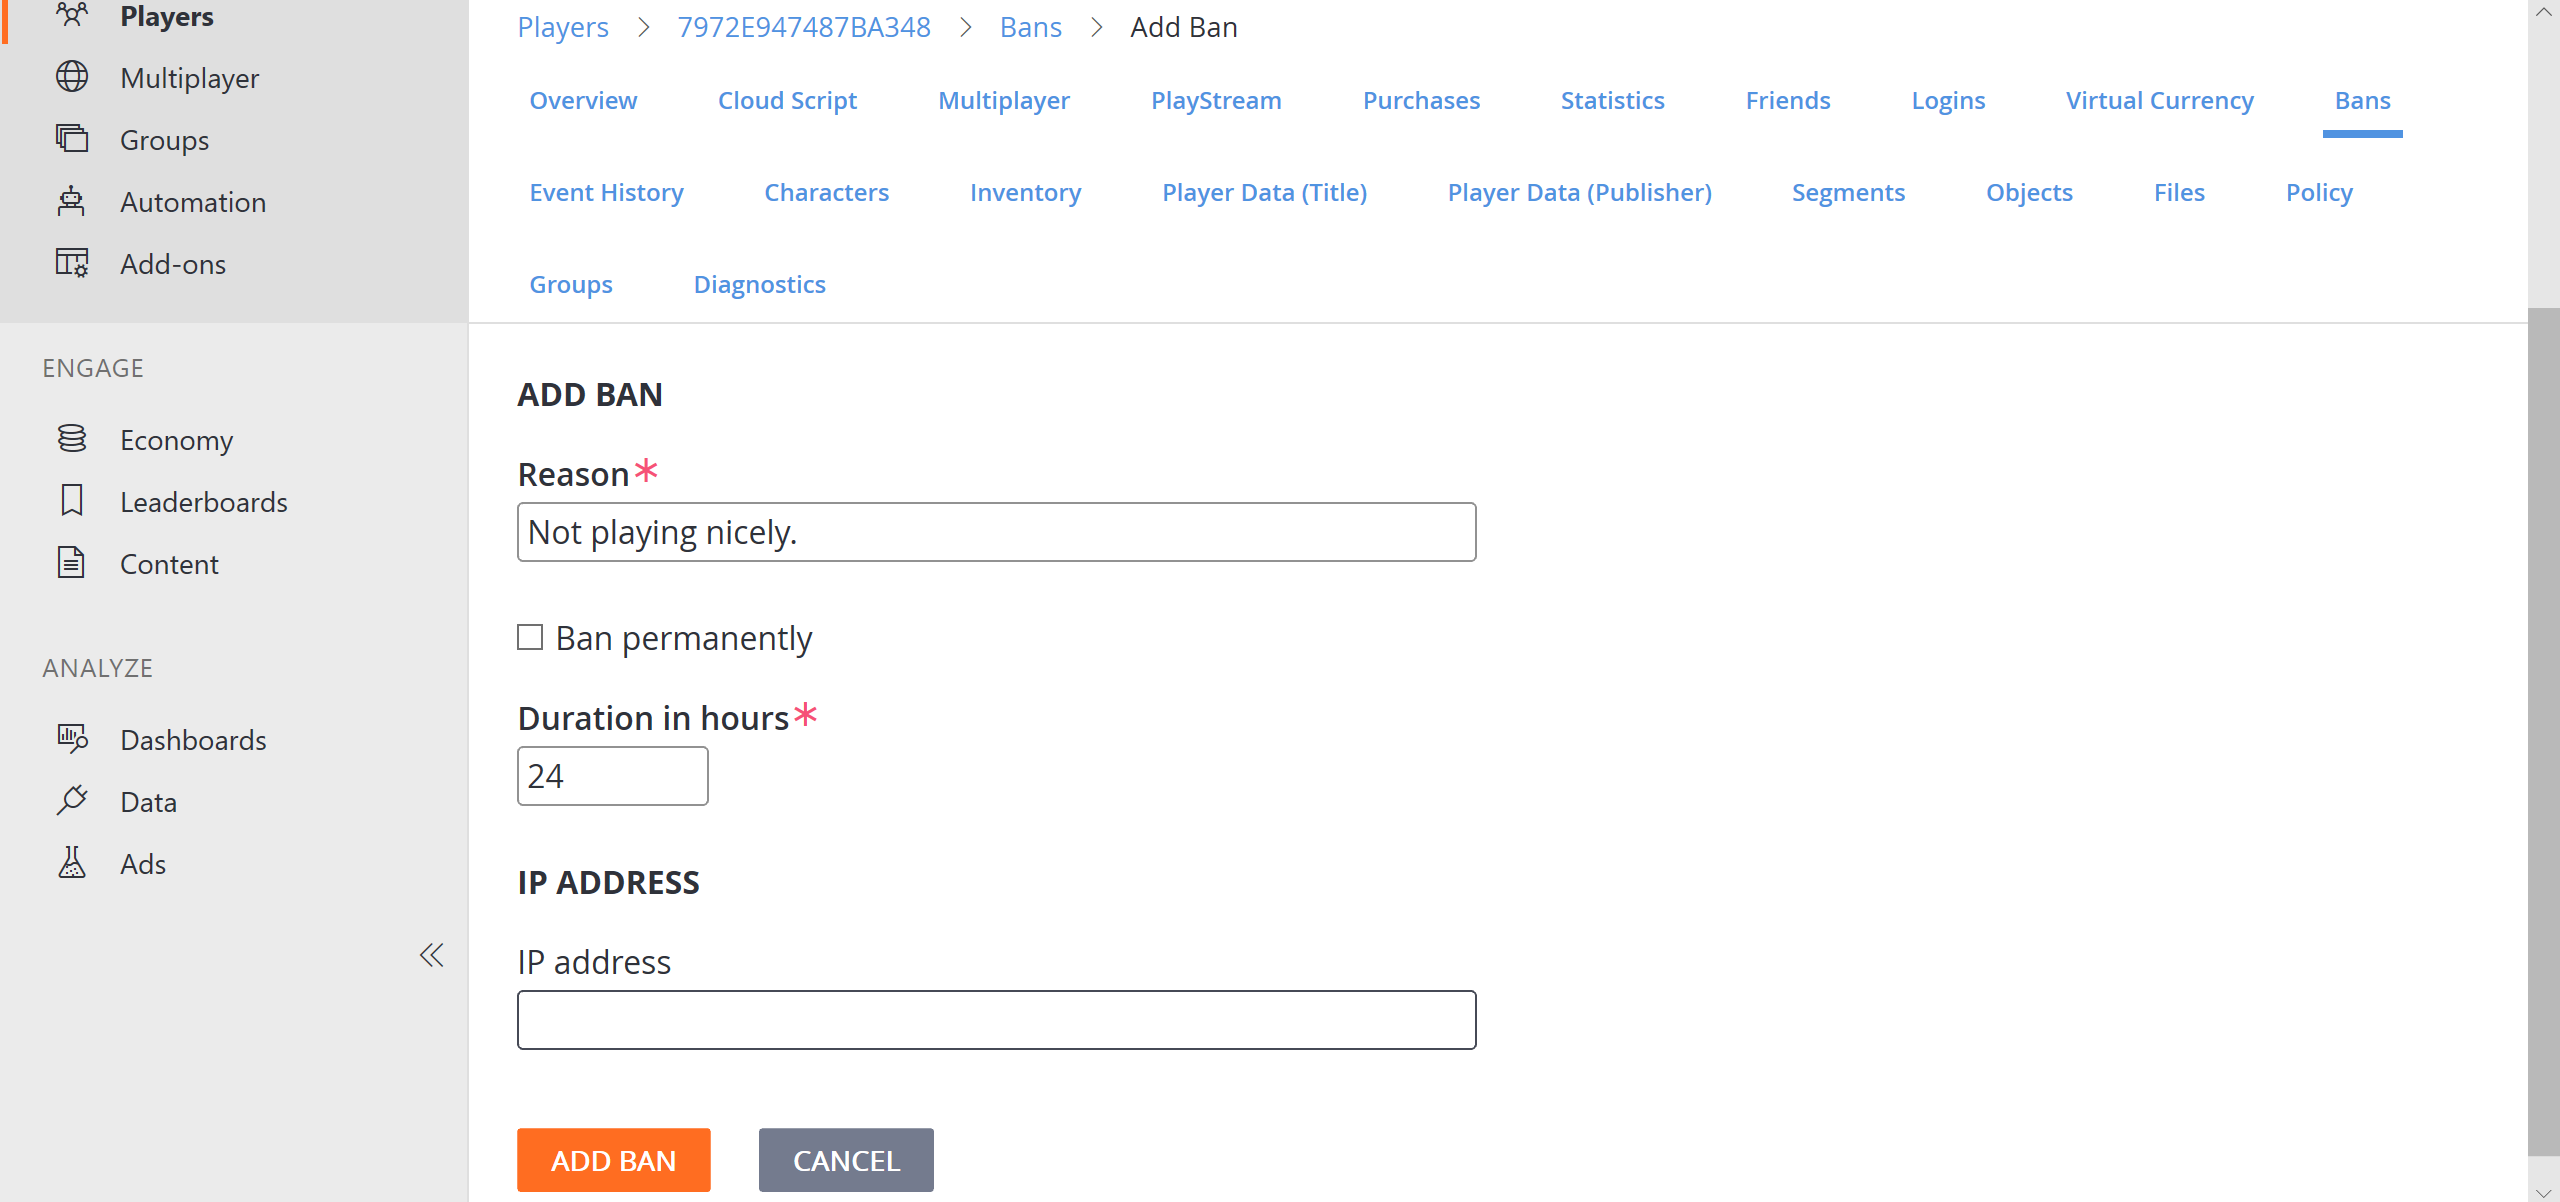 Players
Multiplayer
Groups
Automation
Add-ons
ENGAGE
Economy
Leaderboards
Content
ANALYZE
Dashboards
Data
Ads
Players > 7972E947487BA348 > Bans > Add Ban
Overview Cloud Script Multiplayer PlayStream Purchases Statistics Friends Logins Virtual Currency Bans
Event History Characters Inventory Player Data (Title) Player Data (Publisher) Segments Objects Files Policy
Groups Diagnostics
ADD BAN
Reason*
Not playing nicely.
Ban permanently
Duration in hours*
24
IP ADDRESS
IP address
ADD BAN CANCEL